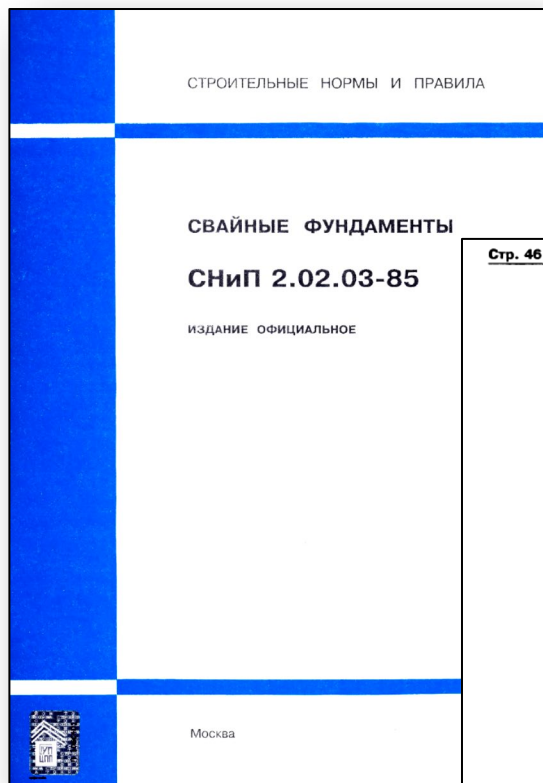 СТРОИТЕЛЬНЫЕ НОРМЫ И ПРАВИЛА
СВАЙНЫЕ ФУНДАМЕНТЫ
СНиП 2.02.03-85
ИЗДАНИЕ ОФИЦИАЛЬНОЕ
Стр. 46
Москва